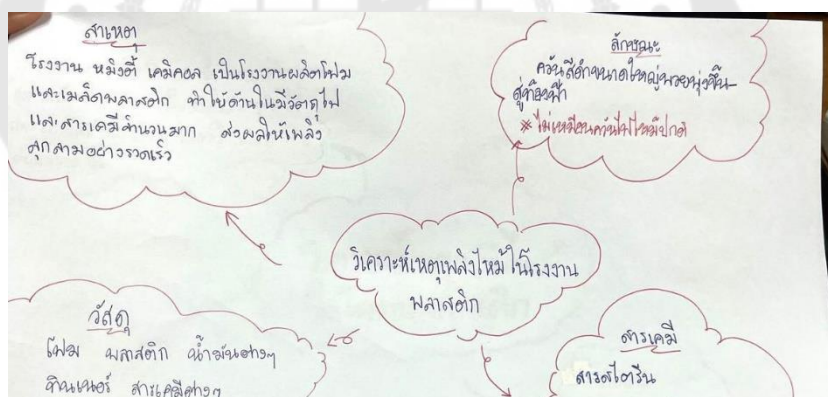 สาเหตุ
โรงงาน หมิงตี้ เคมีคอล เป็นโรงงานผลิตโฟม
และเมล็ดพลาสติก ทำให้ด้านในมีวัตถุไฟ
และสารเคมีจำนวนมาก ส่งผลให้เพลิง
ลุกลามอย่างรวดเร็ว
ลักษณะ
ควันสีดำขนาดใหญ่พวยพุ่งขึ้น-
สู่ท้องฟ้า
* ไม่เหมือนควันไฟไหม้ปกติ
วิเคราะห์เหตุเพลิงไหม้ในโรงงาน
พลาสติก
วัสดุ
โฟม พลาสติก น้ำมันต่างๆ
ทินเนอร์ สารเคมีต่างๆ
สารเคมี
สารสไตรีน